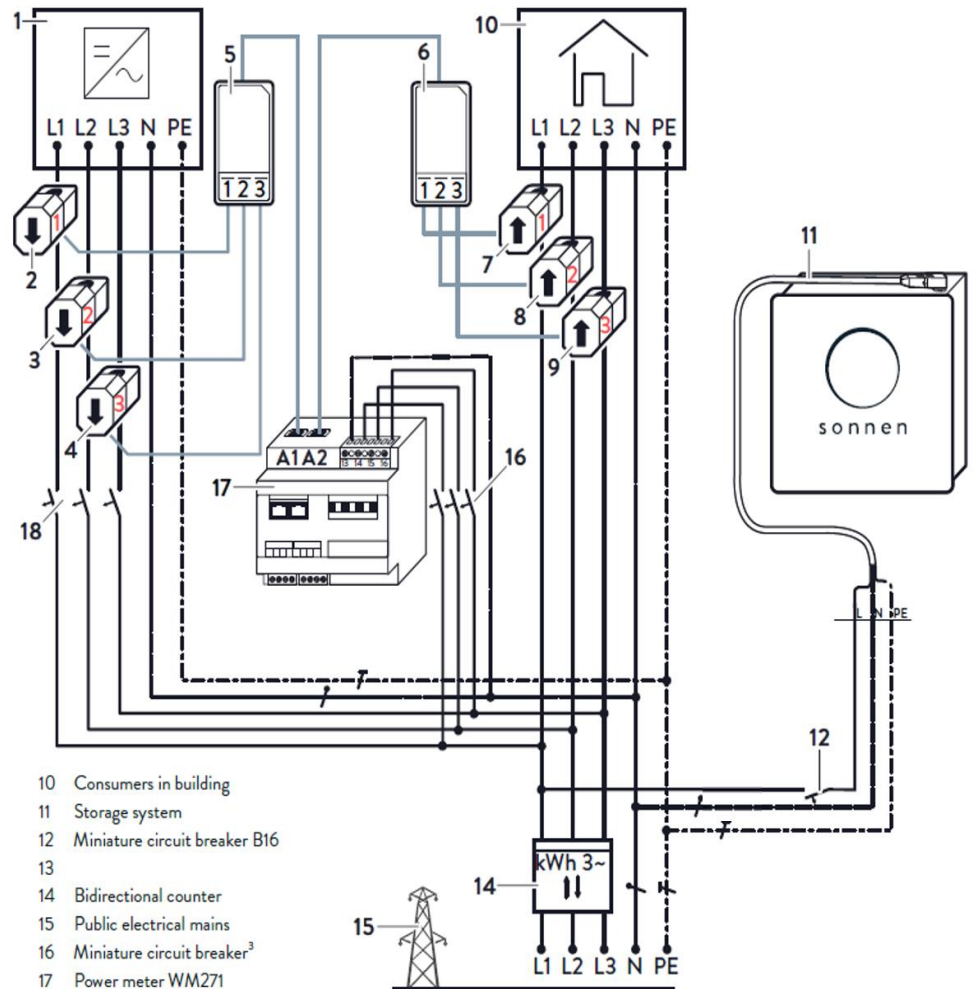 1
10
5
6
L1 L2 L3 N PE
L1 L2 L3 N PE
1 2 3
1 2 3
1
2
1
7
11
2
3
2
8
3
9
3
4
sonnen
A1 A2
13 14 15 16
17
16
18
L N PE
12
10 Consumers in building
11 Storage system
12 Miniature circuit breaker B16
13
14 Bidirectional counter
15 Public electrical mains
16 Miniature circuit breaker³
17 Power meter WM271
kWh 3~
14
15
L1 L2 L3 N PE